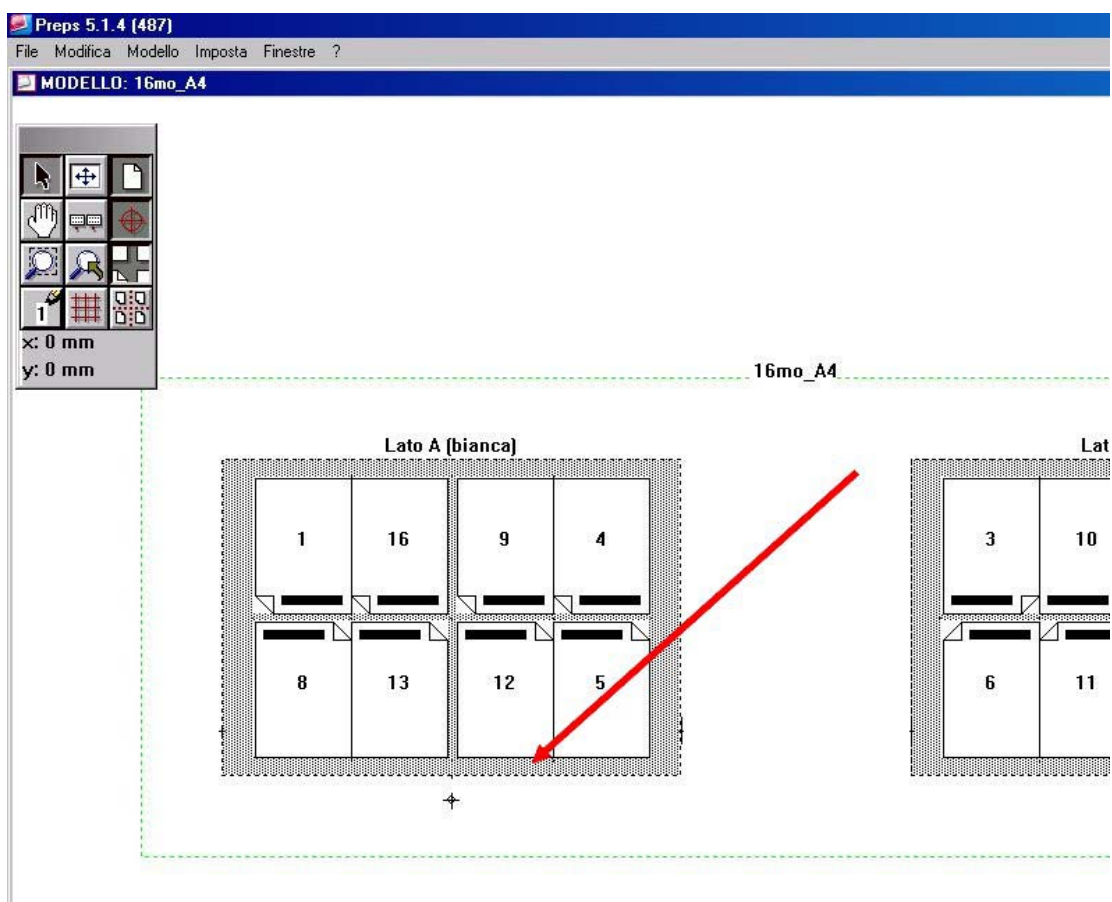 Preps 5.1.4 (487)
File Modifica Modello Imposta Finestre ?
MODELLO: 16mo_A4
1
x: 0 mm
y: 0 mm
16mo_A4
Lato A (bianca)
Lat
1 16 9 4
3 10
8 13 12 5
6 11